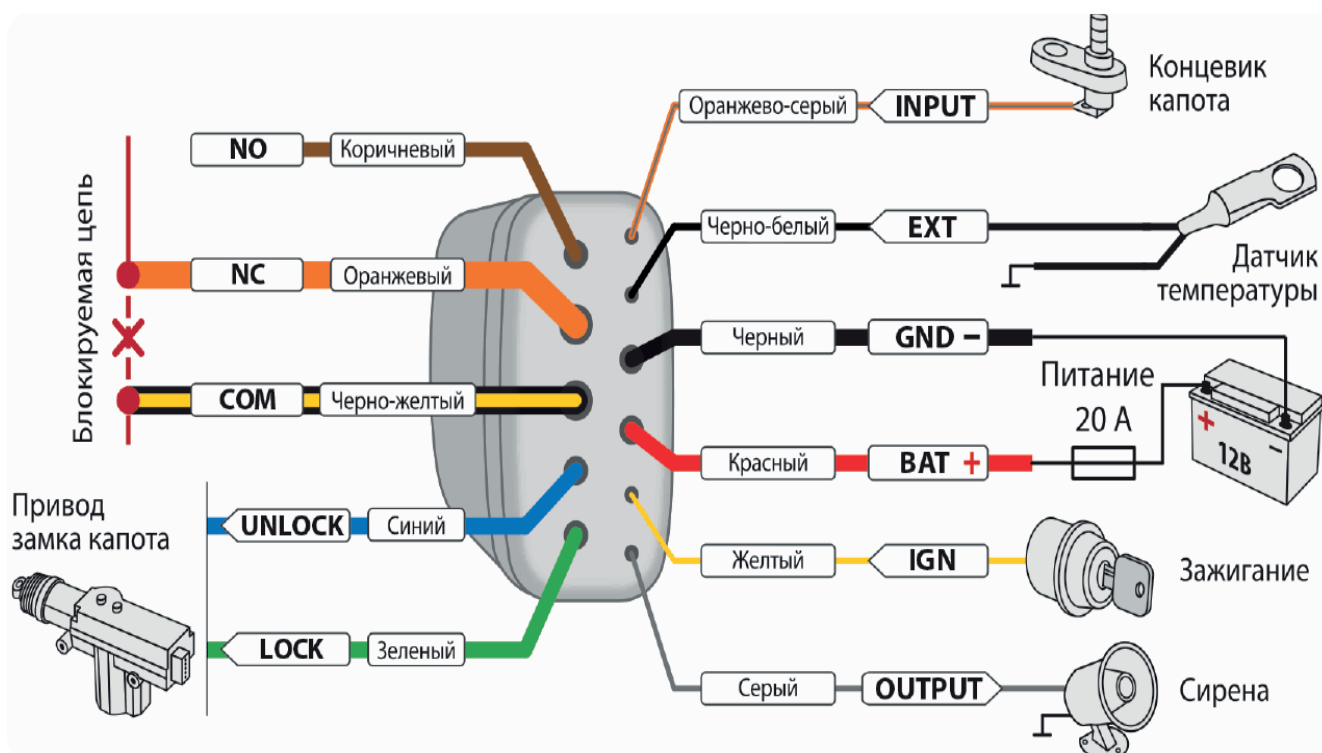 Блокируемая цепь
NO
Коричневый
NC
Оранжевый
COM
Черно-желтый
Привод
замка капота
UNLOCK
Синий
LOCK
Зеленый
Оранжево-серый
INPUT
Концевик
капота
Черно-белый
EXT
Датчик
температуры
Черный
GND –
Питание
20 А
Красный
BAT +
+
–
12В
Желтый
IGN
Зажигание
Серый
OUTPUT
Сирена